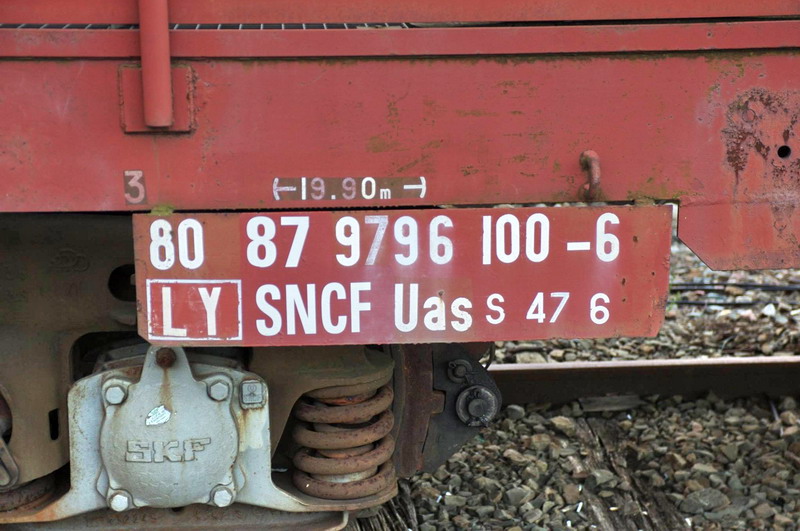 3
19.90m
80 87 9796 100-6
LY SNCF Uas S 47 6
SKF